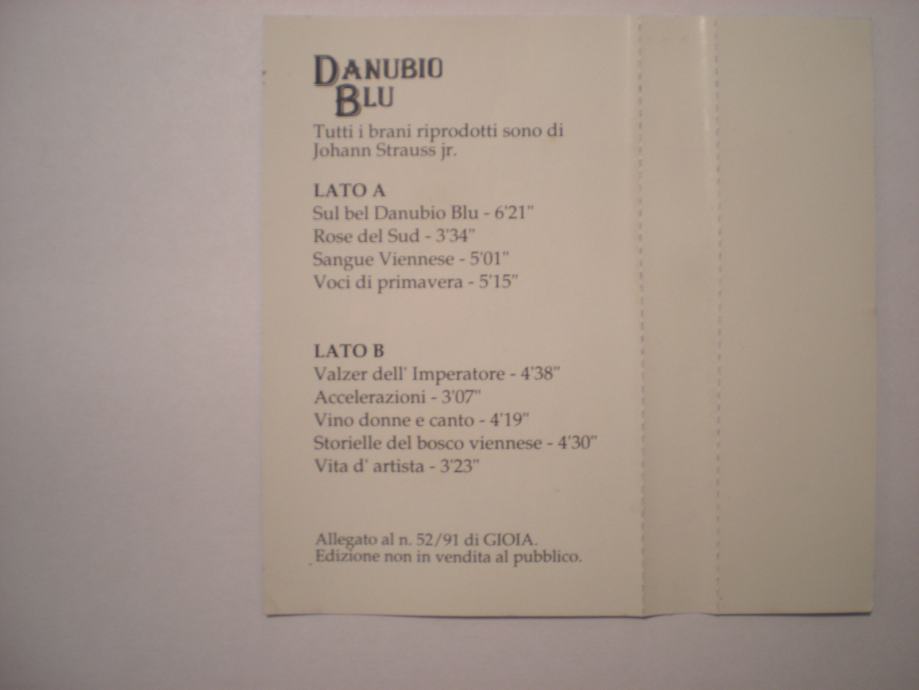 DANUBIO
BLU
Tutti i brani riprodotti sono di
Johann Strauss jr.
LATO A
Sul bel Danubio Blu - 6'21"
Rose del Sud - 3'34"
Sangue Viennese - 5'01"
Voci di primavera - 5'15"
LATO B
Valzer dell' Imperatore - 4'38"
Accelerazioni - 3'07"
Vino donne e canto - 4'19"
Storielle del bosco viennese - 4'30"
Vita d' artista - 3'23"
Allegato al n. 52/91 di GIOIA.
Edizione non in vendita al pubblico.